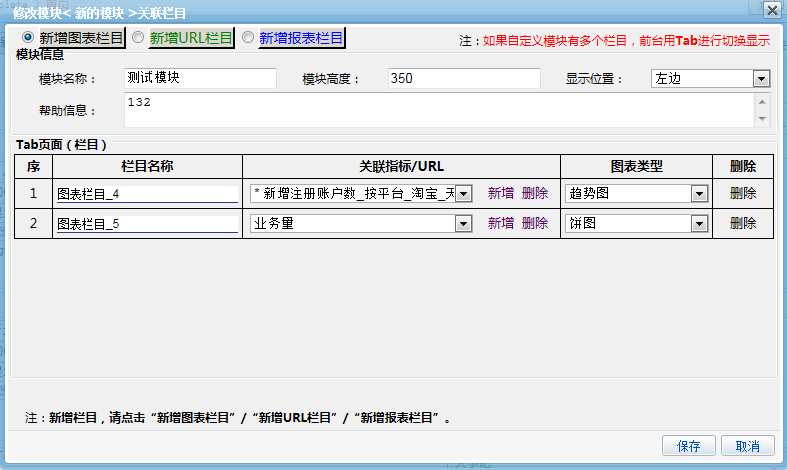 修改模块< 新的模块 >关联栏目
新增图表栏目 新增URL栏目 新增报表栏目 注：如果自定义模块有多个栏目，前台用Tab进行切换显示
模块信息
模块名称： 测试模块 模块高度： 350 显示位置： 左边
帮助信息： 132
Tab页面（栏目）
序 栏目名称 关联指标/URL 图表类型 删除
1 图表栏目_4 * 新增注册账户数_按平台_淘宝_天 新增 删除 趋势图 删除
2 图表栏目_5 业务量 新增 删除 饼图 删除
注：新增栏目，请点击“新增图表栏目”/“新增URL栏目”/“新增报表栏目”。
保存 取消